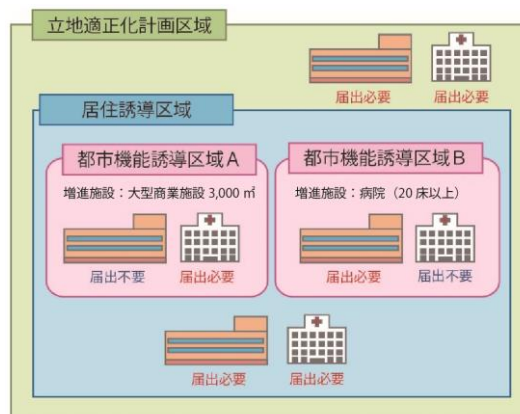 立地適正化計画区域
届出必要
届出必要
居住誘導区域
都市機能誘導区域A
増進施設:大型商業施設 3,000 ㎡
届出不要
届出必要
都市機能誘導区域B
増進施設:病院(20 床以上)
届出必要
届出不要
届出必要
届出必要